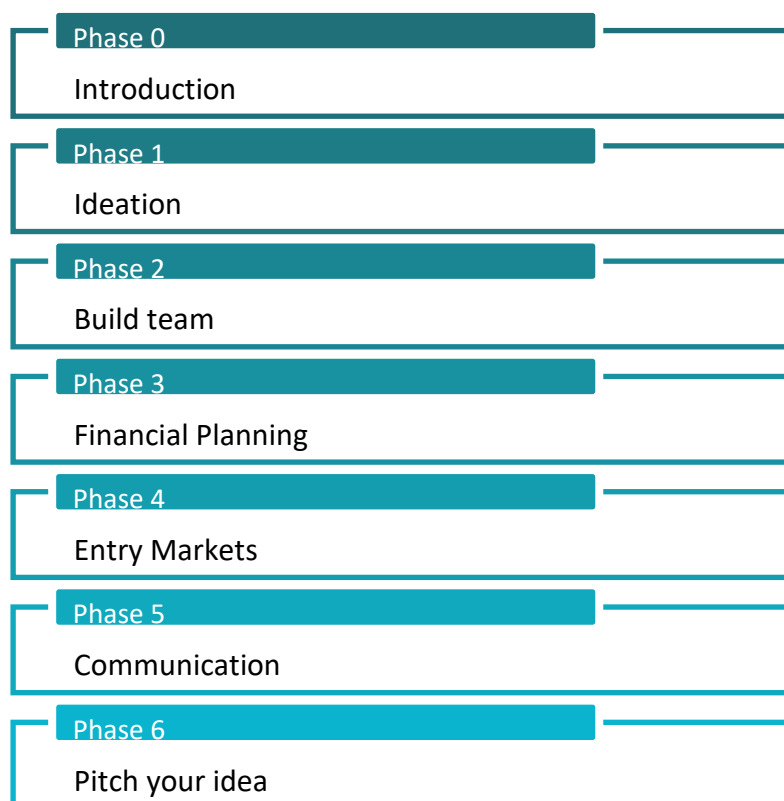 Phase 0
Introduction
Phase 1
Ideation
Phase 2
Build team
Phase 3
Financial Planning
Phase 4
Entry Markets
Phase 5
Communication
Phase 6
Pitch your idea